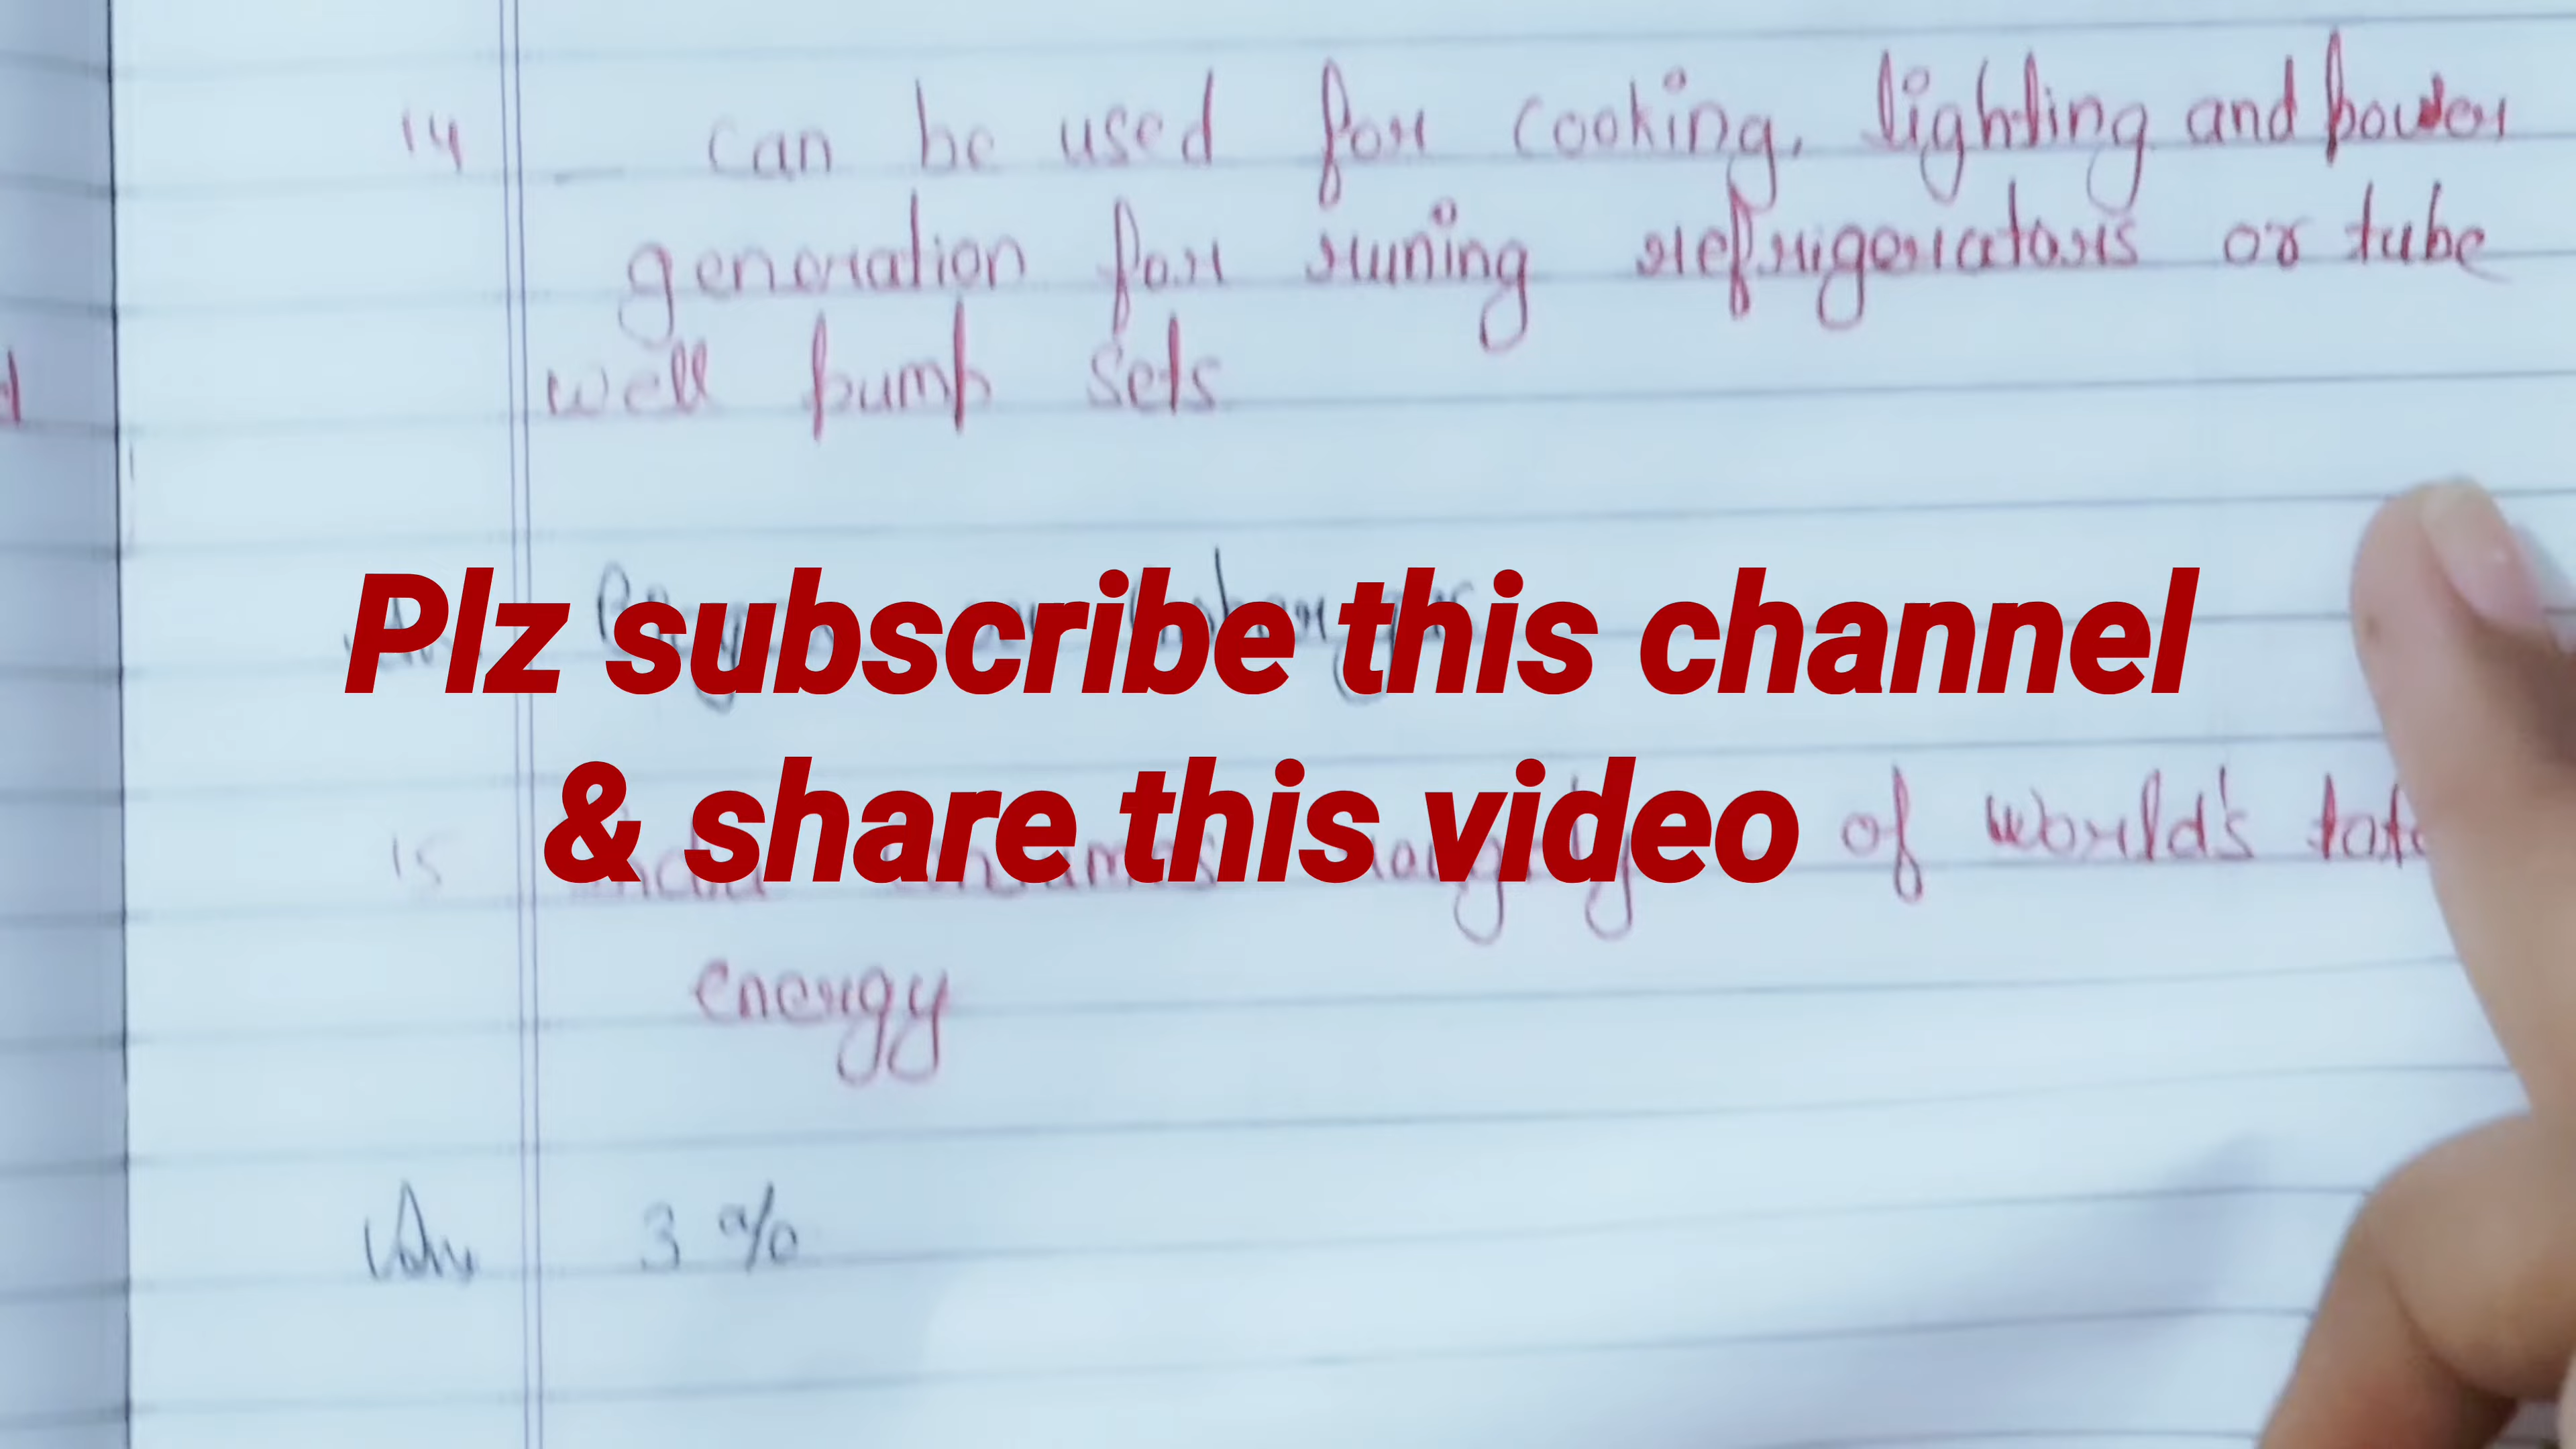 14 _ can be used for cooking, lighting and power
generation for runing refrigerators or tube
well pump sets
Plz subscribe this channel
& share this video
15 of world's
energy
Ans 3 %